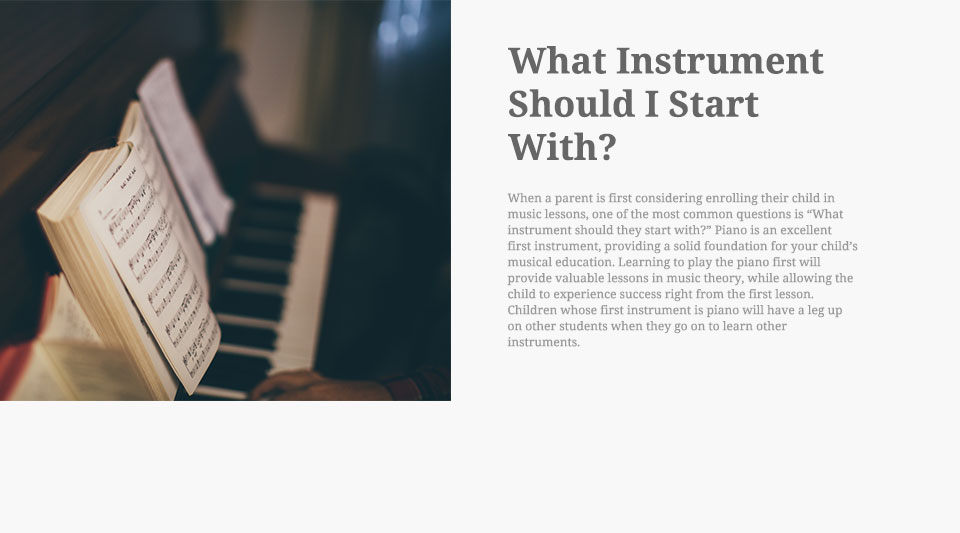 What Instrument
Should I Start
With?
When a parent is first considering enrolling their child in
music lessons, one of the most common questions is “What
instrument should they start with?” Piano is an excellent
first instrument, providing a solid foundation for your child’s
musical education. Learning to play the piano first will
provide valuable lessons in music theory, while allowing the
child to experience success right from the first lesson.
Children whose first instrument is piano will have a leg up
on other students when they go on to learn other
instruments.